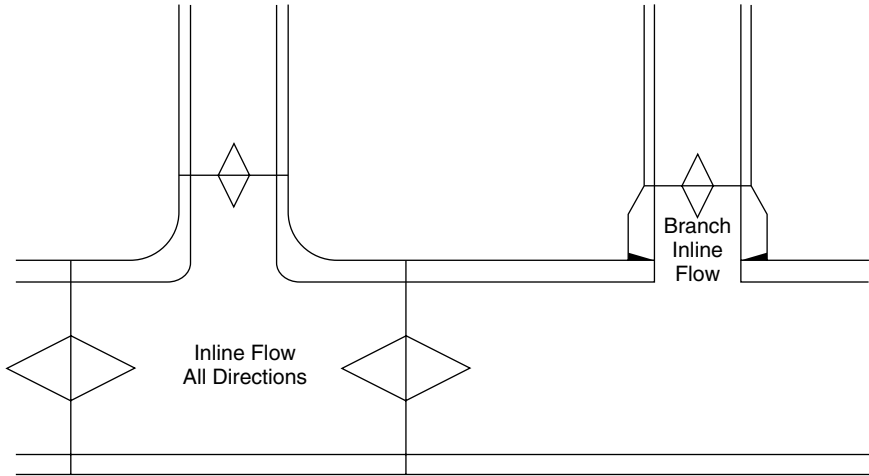 Branch
Inline
Flow
Inline Flow
All Directions